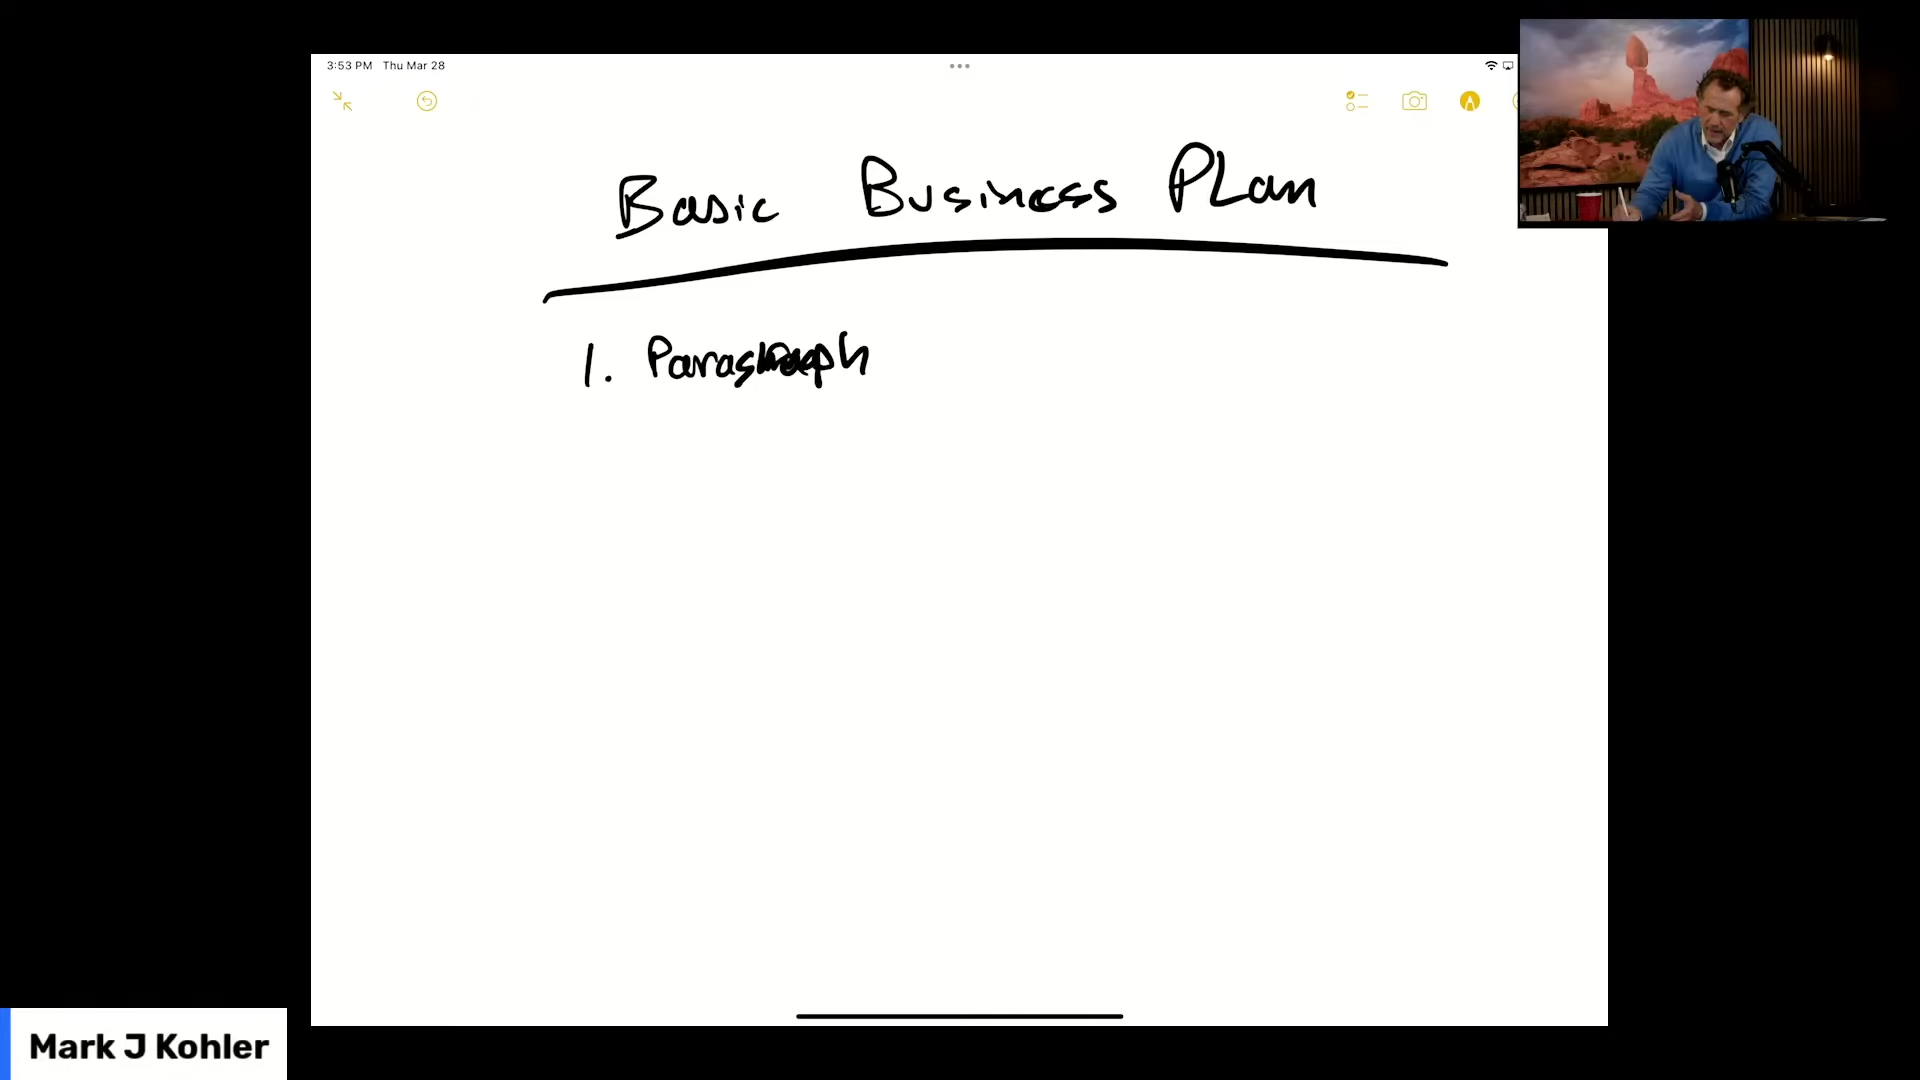 3:53 PM Thu Mar 28
Basic Business PLan
1. Paragraph
Mark J Kohler